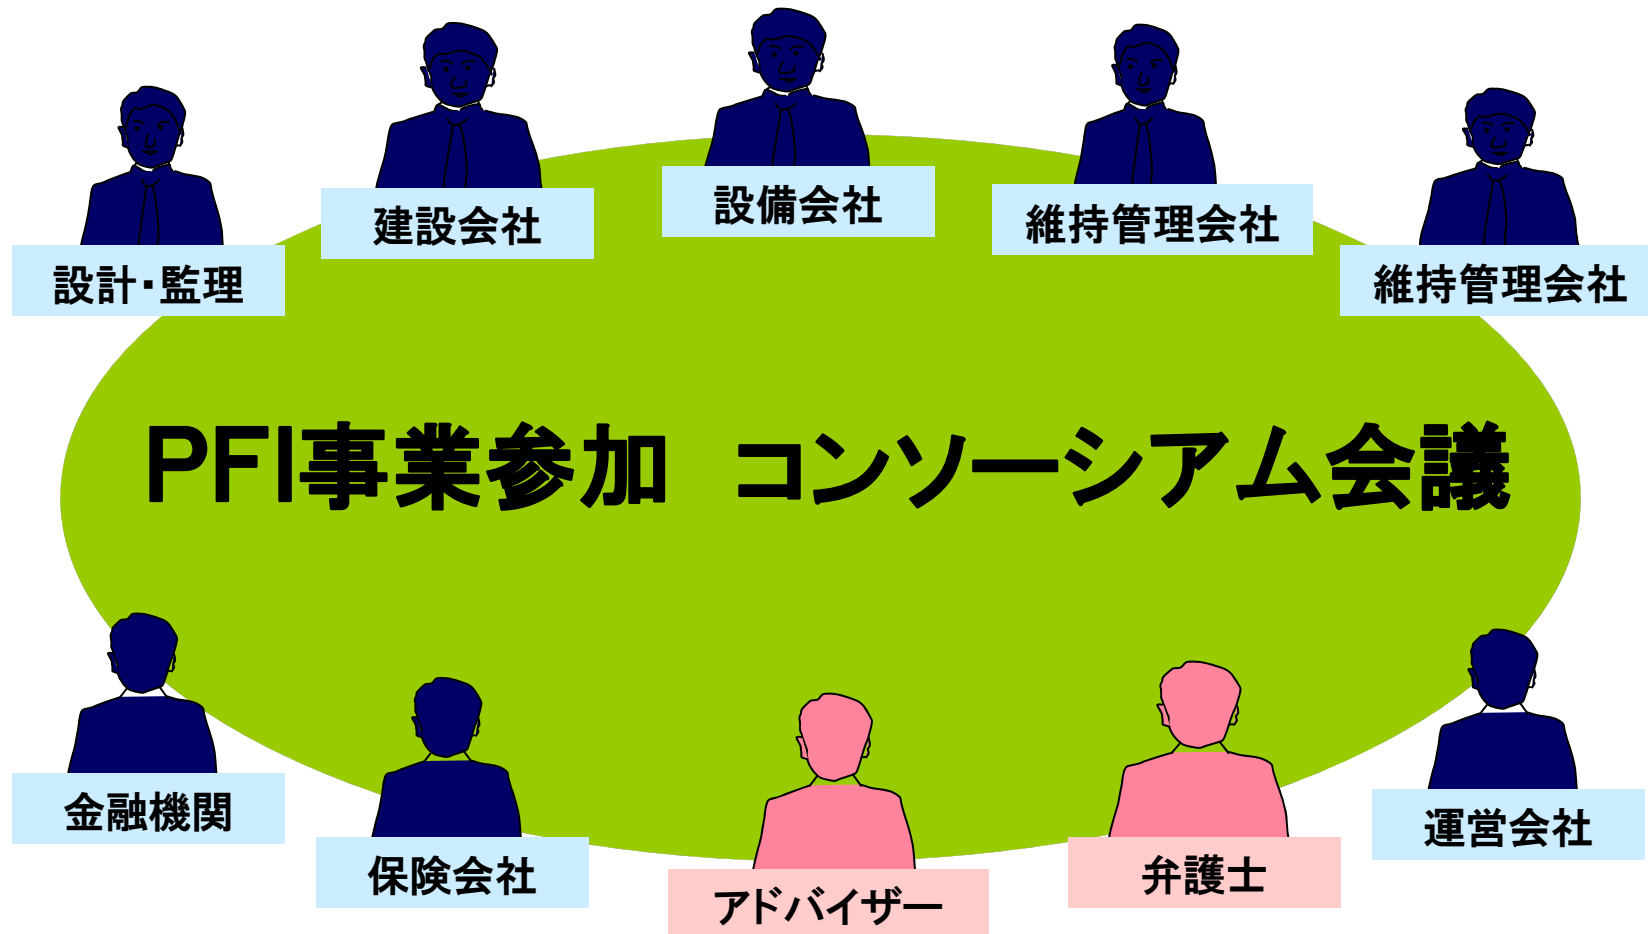 設備会社
建設会社
維持管理会社
設計・監理
維持管理会社
PFI事業参加　コンソーシアム会議
金融機関
運営会社
保険会社
弁護士
アドバイザー